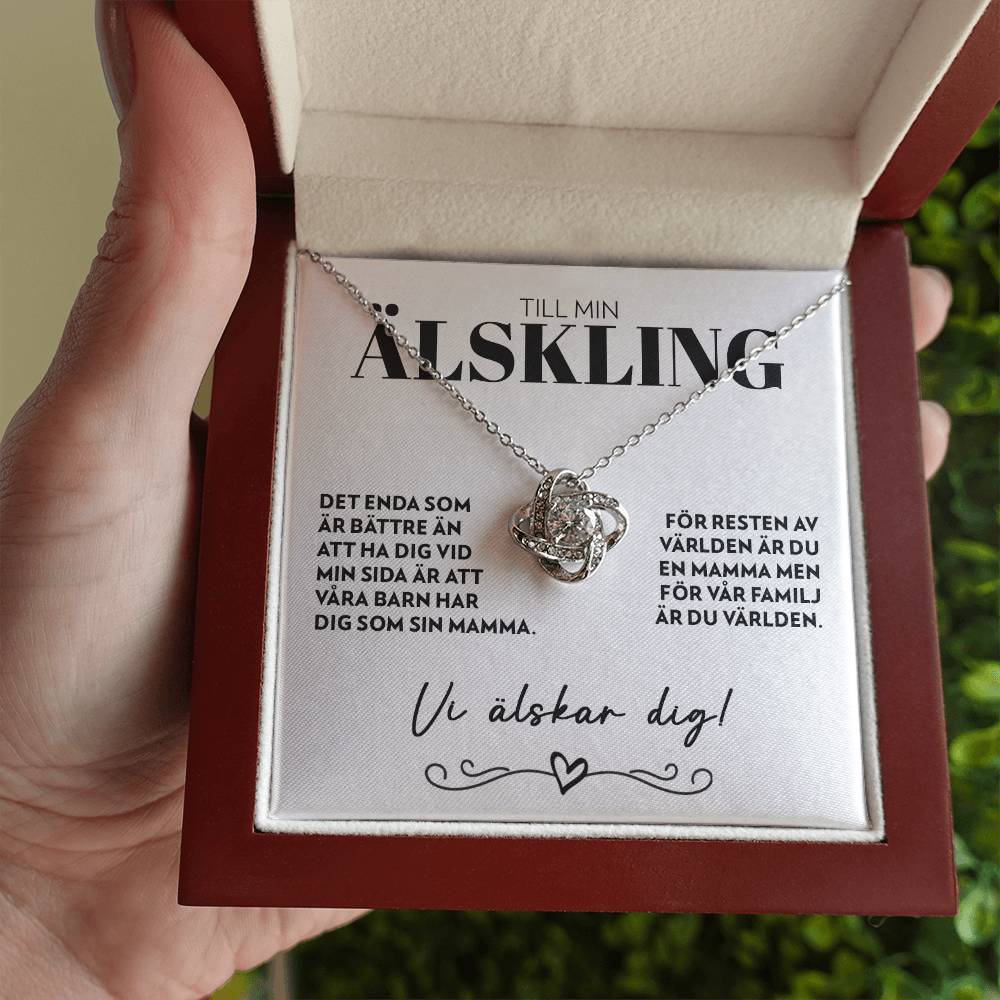 TILL MIN
ÄLSKLING
DET ENDA SOM
ÄR BÄTTRE ÄN
ATT HA DIG VID
MIN SIDA ÄR ATT
VÅRA BARN HAR
DIG SOM SIN MAMMA.
FÖR RESTEN AV
VÄRLDEN ÄR DU
EN MAMMA MEN
FÖR VÅR FAMILJ
ÄR DU VÄRLDEN.
Vi älskar dig!